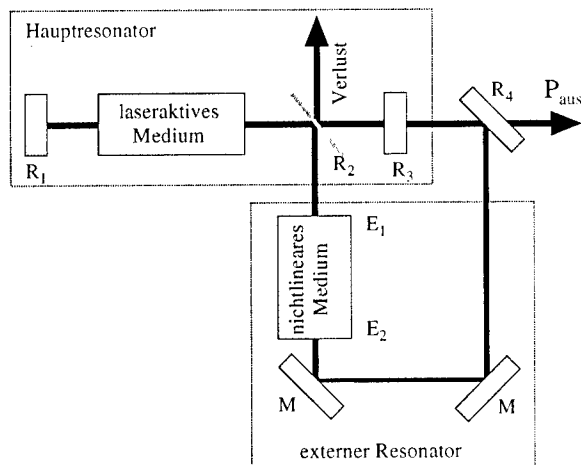 Hauptresonator
Verlust
R4
Paus
laseraktives
Medium
R1
R2
R3
nichtlineares
Medium
E1
E2
M
M
externer Resonator